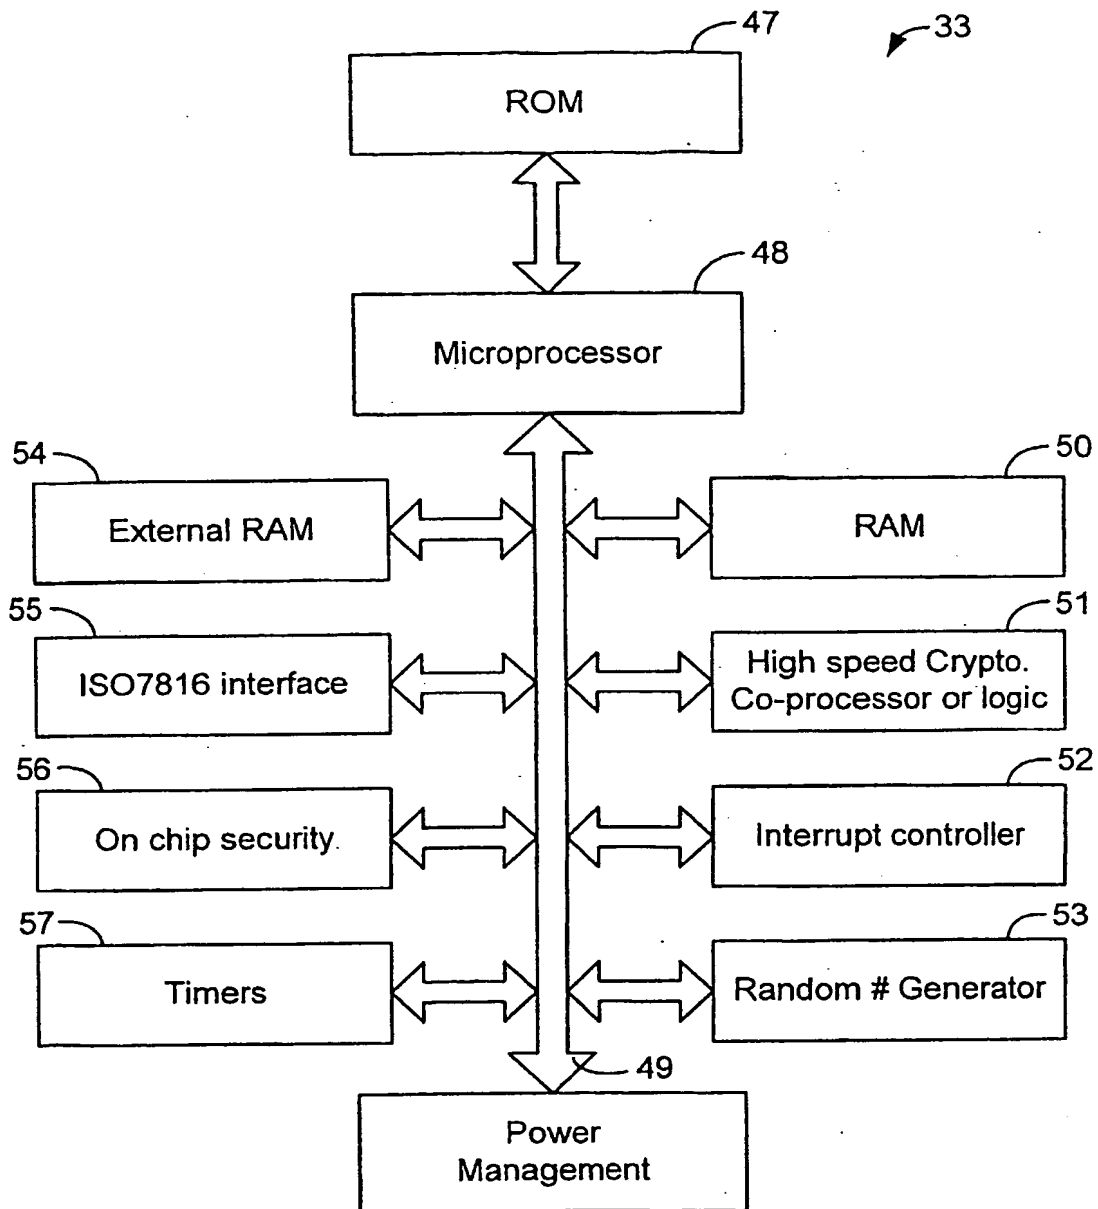 47
33
ROM
48
Microprocessor
54
50
External RAM
RAM
55
51
ISO7816 interface
High speed Crypto.
Co-processor or logic
56
52
On chip security.
Interrupt controller
57
53
Timers
Random # Generator
49
Power
Management